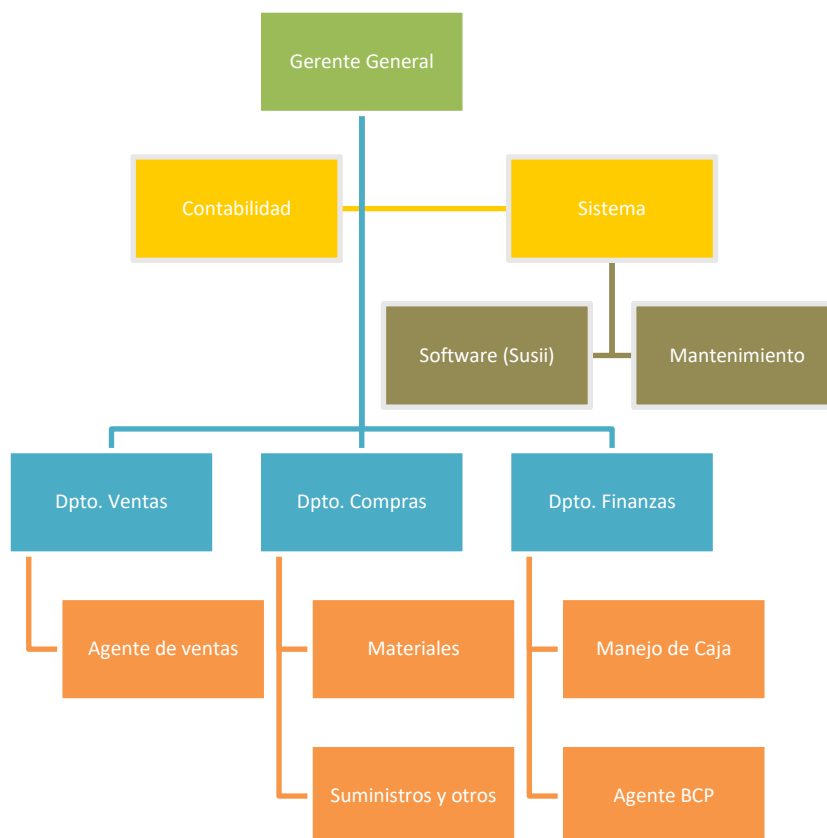 Gerente General
Contabilidad
Sistema
Software (Susii)
Mantenimiento
Dpto. Ventas
Dpto. Compras
Dpto. Finanzas
Agente de ventas
Materiales
Manejo de Caja
Suministros y otros
Agente BCP